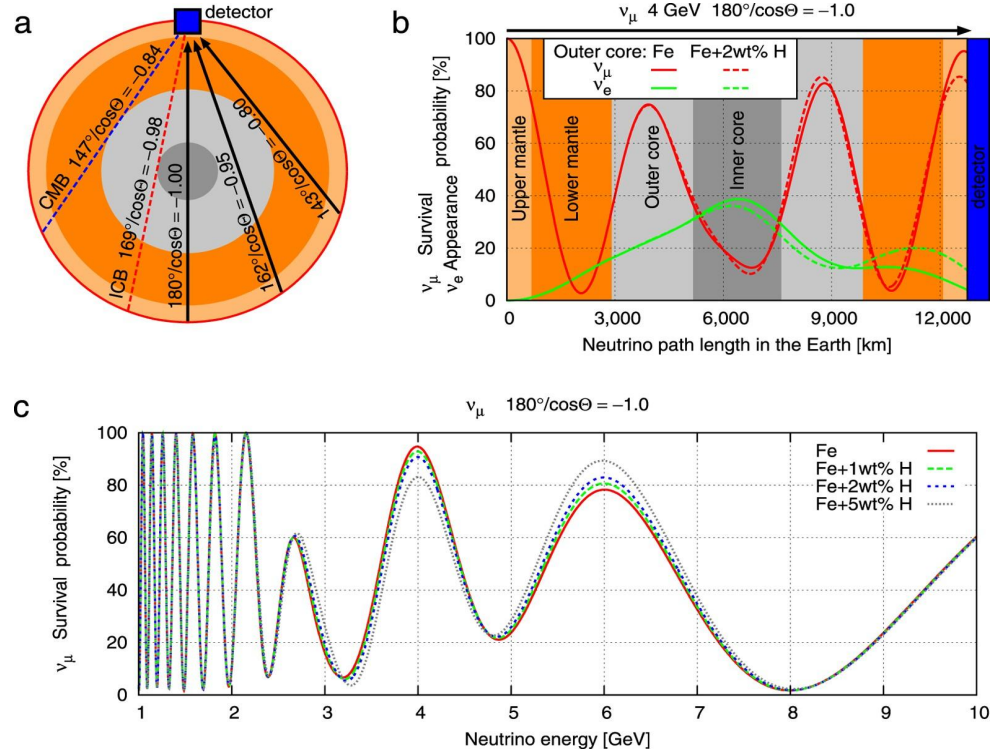 a
detector
CMB 147°/cosΘ = −0.84
ICB 169°/cosΘ = −0.98
180°/cosΘ = −1.00
162°/cosΘ = −0.95
143°/cosΘ = −0.80
b
νμ 4 GeV 180°/cosΘ = −1.0
Outer core: Fe Fe+2wt% H
νμ
νe
Upper mantle
Lower mantle
Outer core
Inner core
detector
νμ Survival probability [%]
νe Appearance
100
80
60
40
20
0
0 3,000 6,000 9,000 12,000
Neutrino path length in the Earth [km]
c
νμ 180°/cosΘ = −1.0
Fe
Fe+1wt% H
Fe+2wt% H
Fe+5wt% H
νμ Survival probability [%]
100
80
60
40
20
0
1 2 3 4 5 6 7 8 9 10
Neutrino energy [GeV]